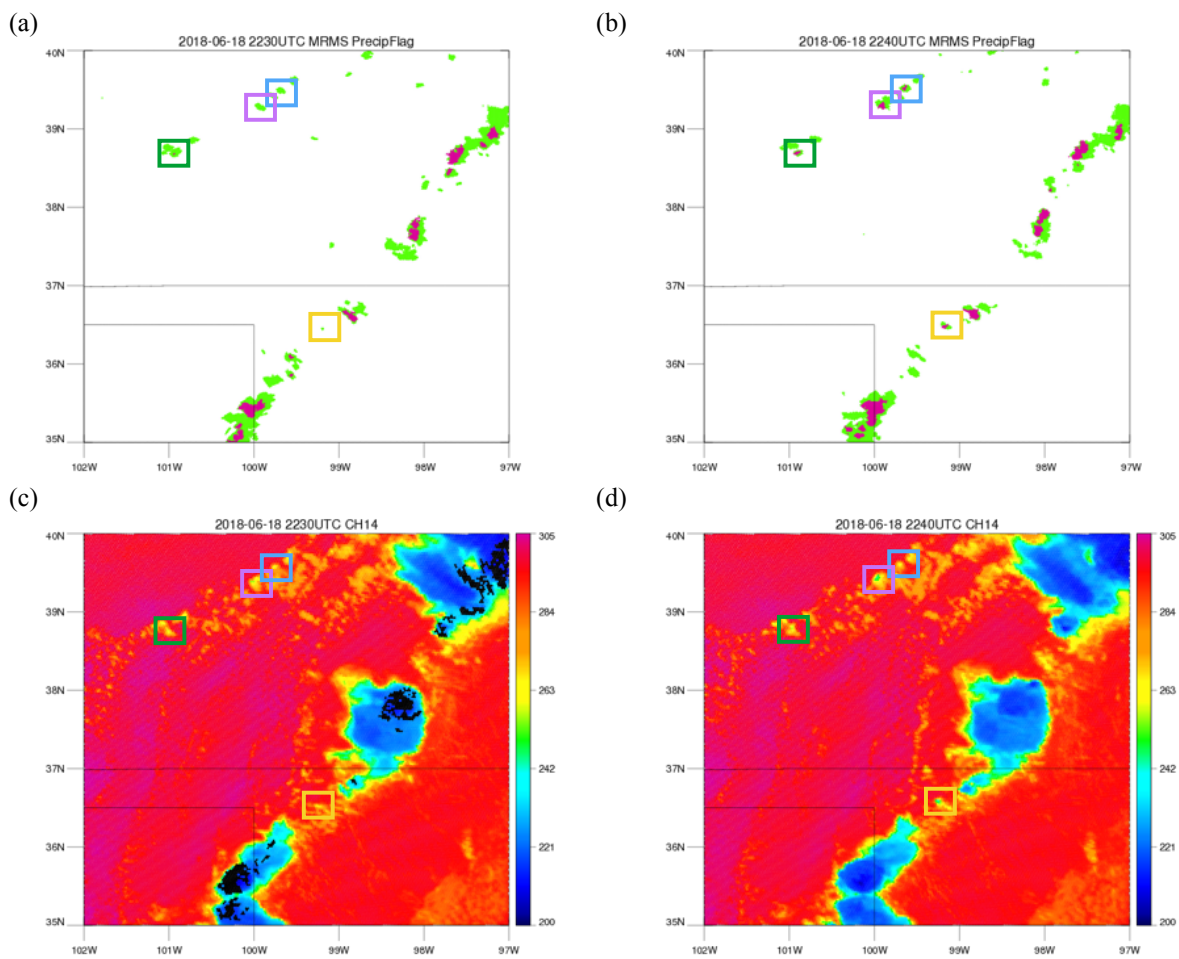 (a)
(b)
2018-06-18 2230UTC MRMS PrecipFlag
2018-06-18 2240UTC MRMS PrecipFlag
40N
39N
38N
37N
36N
35N
102W 101W 100W 99W 98W 97W
40N
39N
38N
37N
36N
35N
102W 101W 100W 99W 98W 97W
(c)
(d)
2018-06-18 2230UTC CH14
2018-06-18 2240UTC CH14
40N
39N
38N
37N
36N
35N
102W 101W 100W 99W 98W 97W
305
284
263
242
221
200
40N
39N
38N
37N
36N
35N
102W 101W 100W 99W 98W 97W
305
284
263
242
221
200